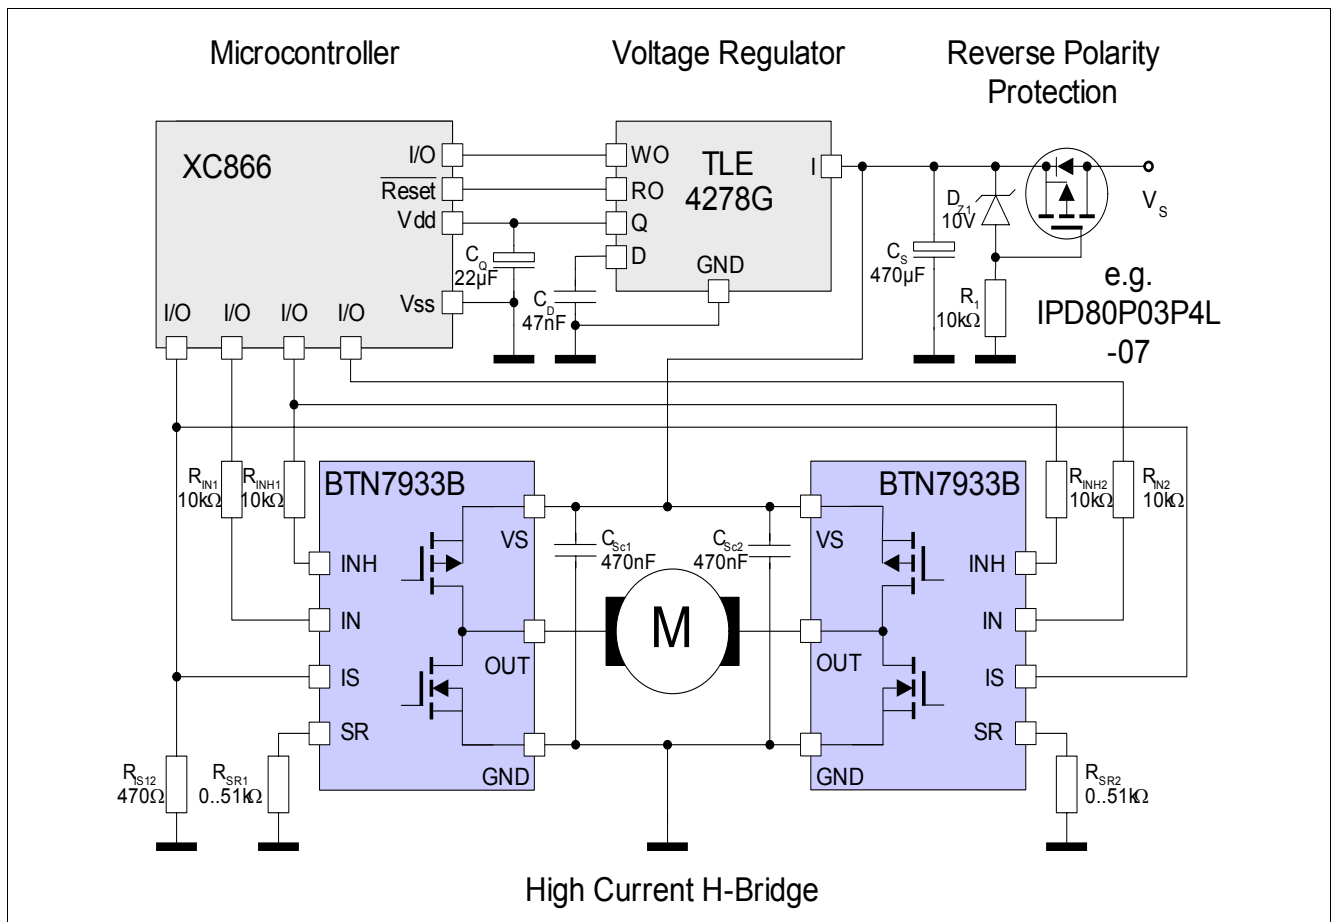 Microcontroller
Voltage Regulator
Reverse Polarity
Protection
XC866
I/O
Reset
Vdd
Vss
I/O
I/O
I/O
I/O
WO
RO
Q
D
TLE
4278G
I
GND
C_Q
22µF
C_D
47nF
C_S
470µF
D_Z1
10V
R_1
10kΩ
V_S
e.g.
IPD80P03P4L
-07
R_IN1
10kΩ
R_INH1
10kΩ
BTN7933B
VS
INH
IN
IS
SR
OUT
GND
C_Sc1
470nF
C_Sc2
470nF
M
BTN7933B
VS
INH
IN
IS
SR
OUT
GND
R_INH2
10kΩ
R_IN2
10kΩ
R_IS12
470Ω
R_SR1
0..51kΩ
R_SR2
0..51kΩ
High Current H-Bridge